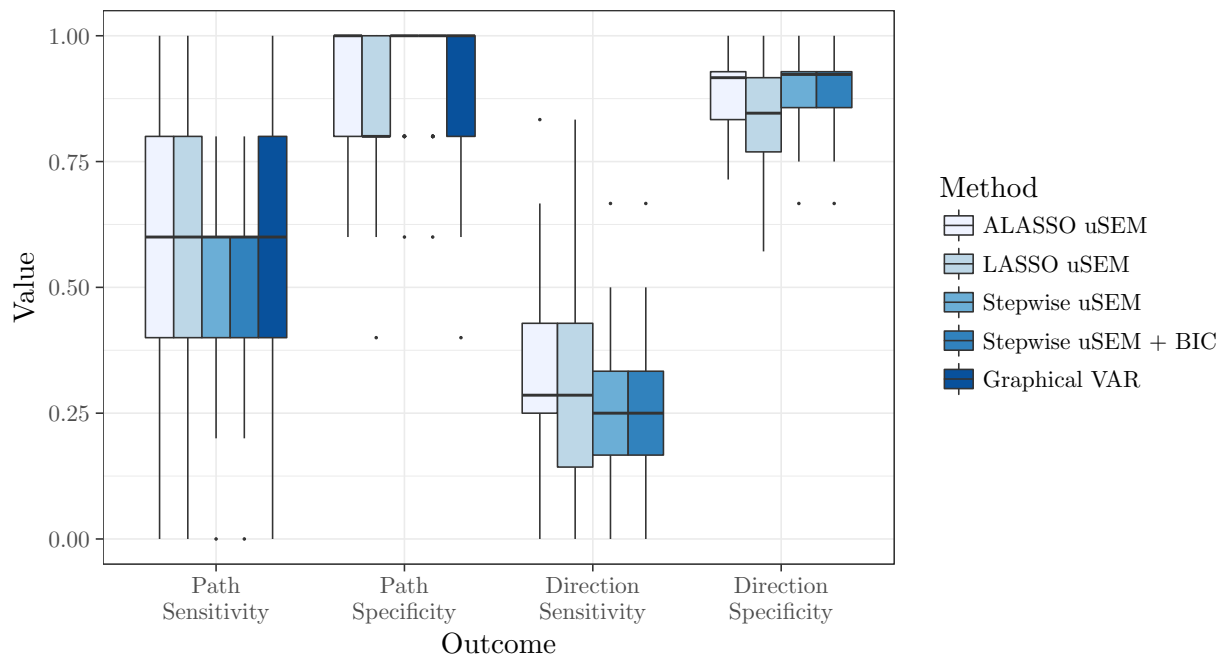 Value
1.00
0.75
0.50
0.25
0.00
Path
Sensitivity
Path
Specificity
Direction
Sensitivity
Direction
Specificity
Outcome
Method
ALASSO uSEM
LASSO uSEM
Stepwise uSEM
Stepwise uSEM + BIC
Graphical VAR